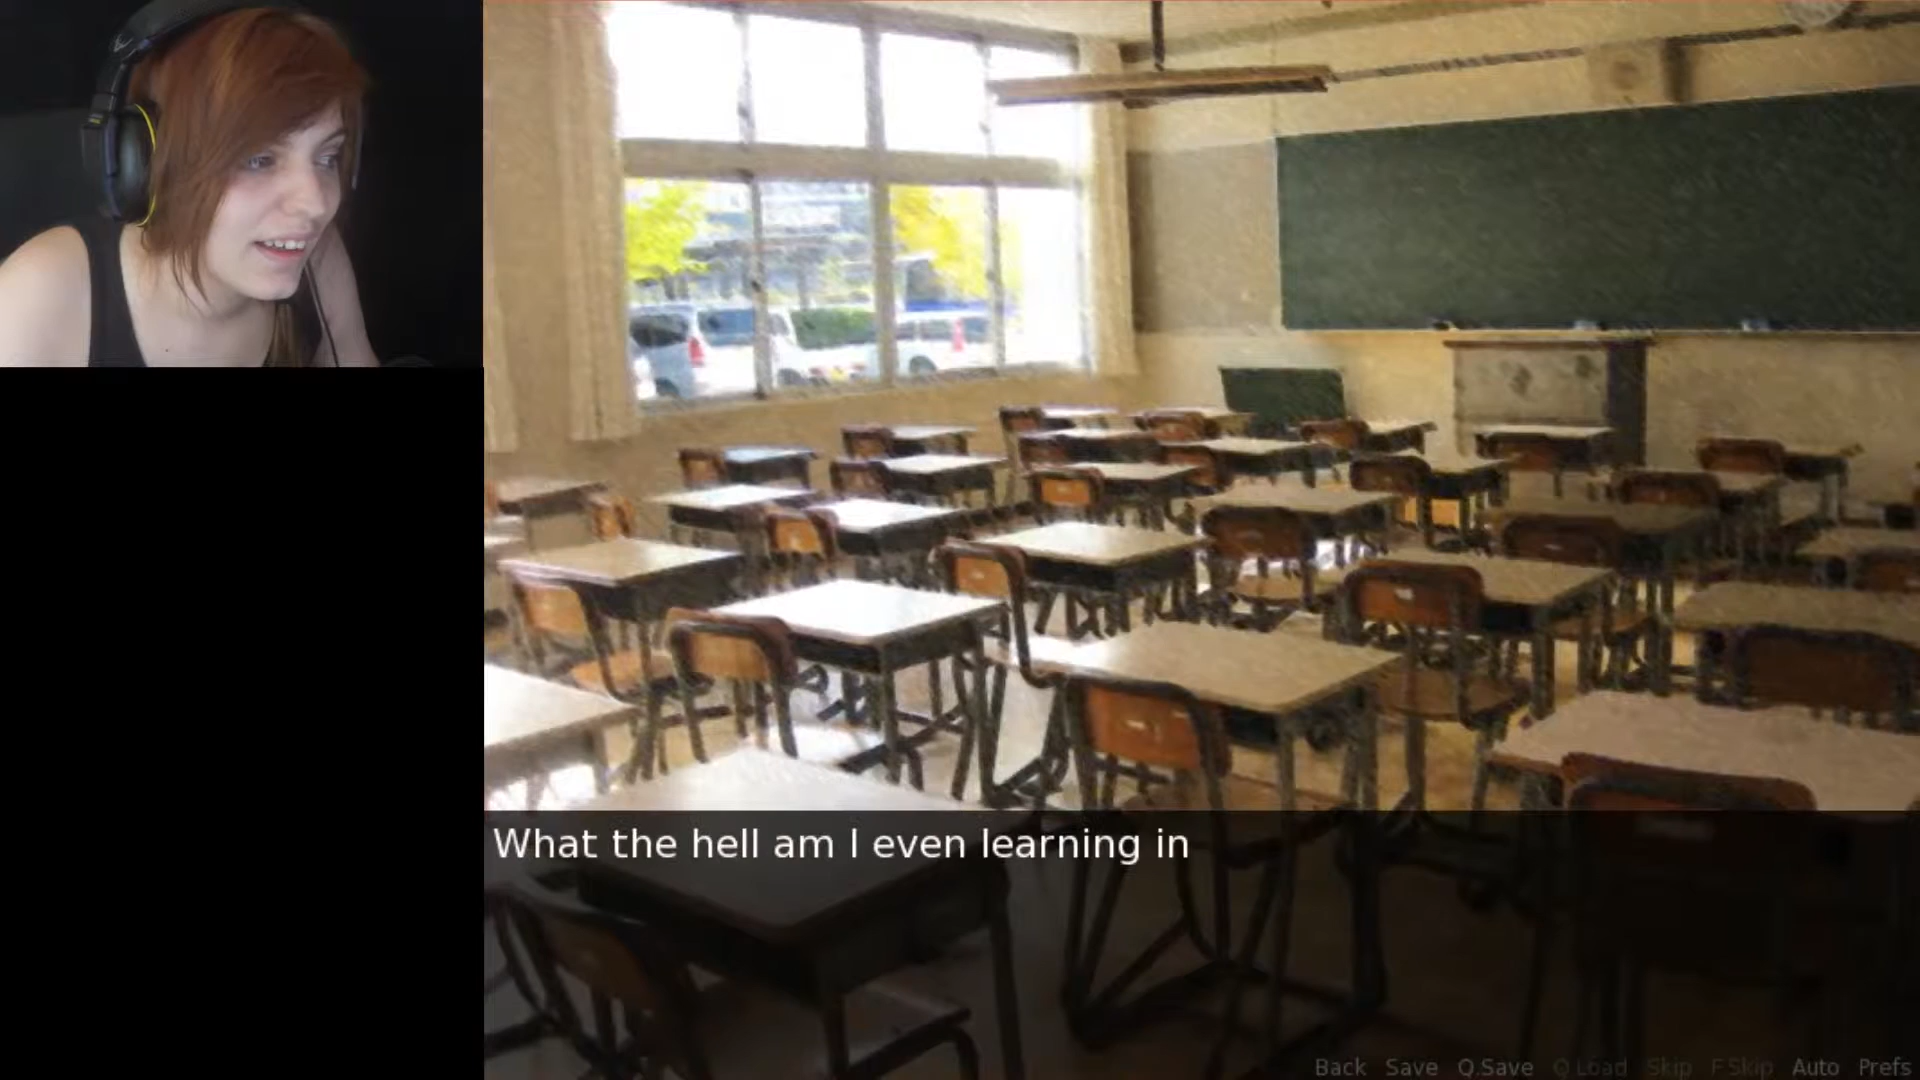 What the hell am I even learning in
Back Save Q.Save Q.Load Skip F.Skip Auto Prefs